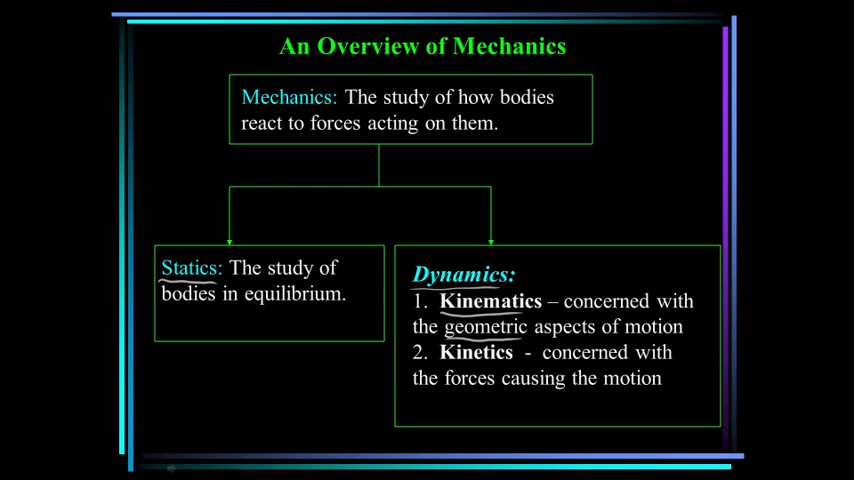 An Overview of Mechanics
Mechanics: The study of how bodies
react to forces acting on them.
Statics: The study of
bodies in equilibrium.
Dynamics:
1. Kinematics – concerned with
the geometric aspects of motion
2. Kinetics - concerned with
the forces causing the motion